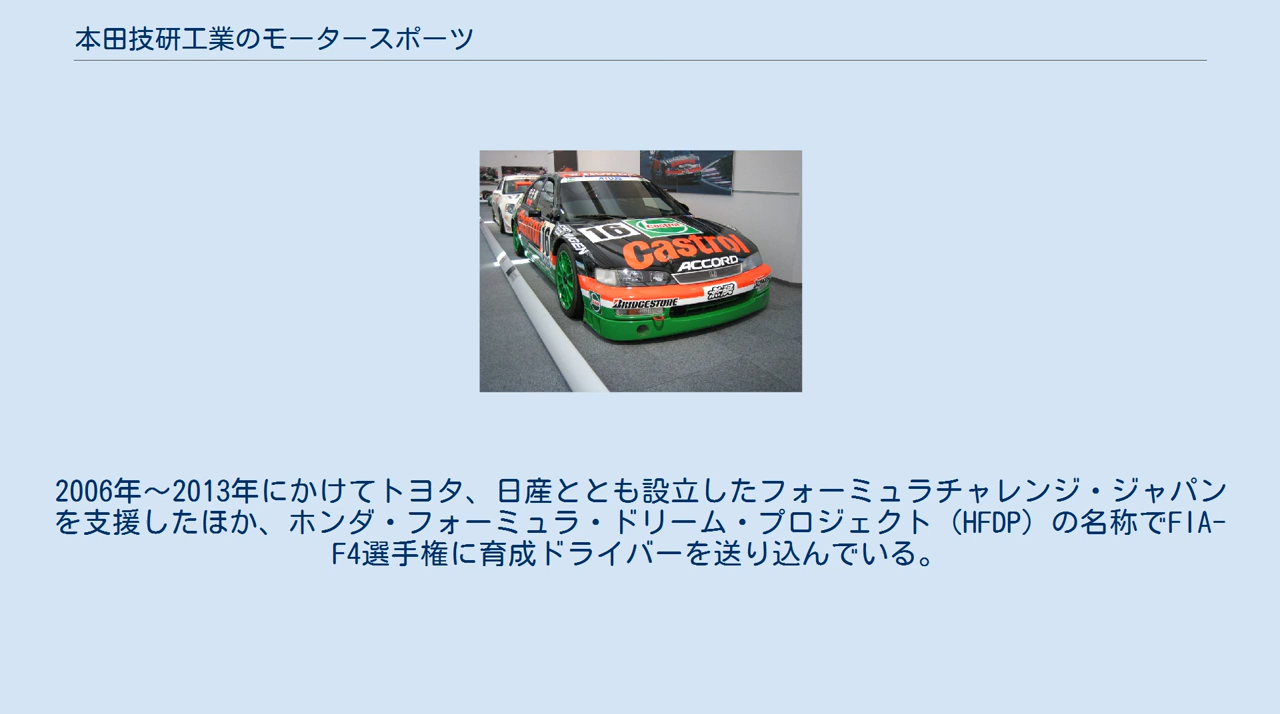 本田技研工業のモータースポーツ
16
Castrol
Castrol
ACCORD
BRIDGESTONE
無限
2006年～2013年にかけてトヨタ、日産ととも設立したフォーミュラチャレンジ・ジャパン
を支援したほか、ホンダ・フォーミュラ・ドリーム・プロジェクト（HFDP）の名称でFIA-
F4選手権に育成ドライバーを送り込んでいる。